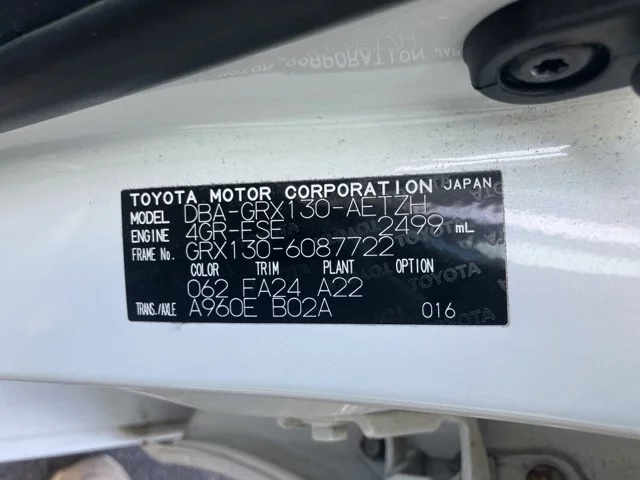 TOYOTA MOTOR CORPORATION JAPAN
MODEL DBA-GRX130-AETZH
ENGINE 4GR-FSE 2499 mL
FRAME No. GRX130-6087722
COLOR TRIM PLANT OPTION
062 FA24 A22
TRANS./AXLE A960E B02A 016